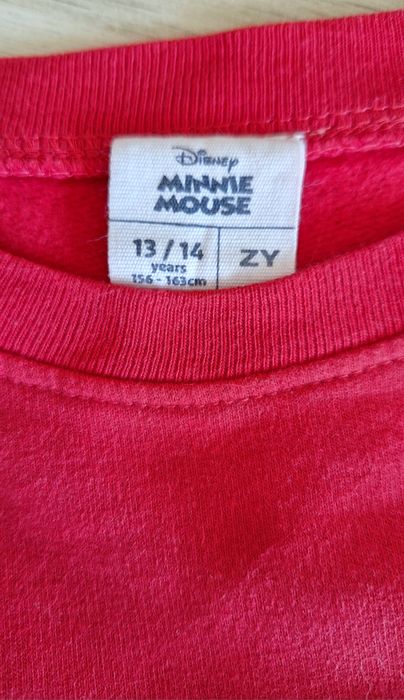 Disney
MINNIE
MOUSE
13 / 14
years
156 - 163cm
ZY